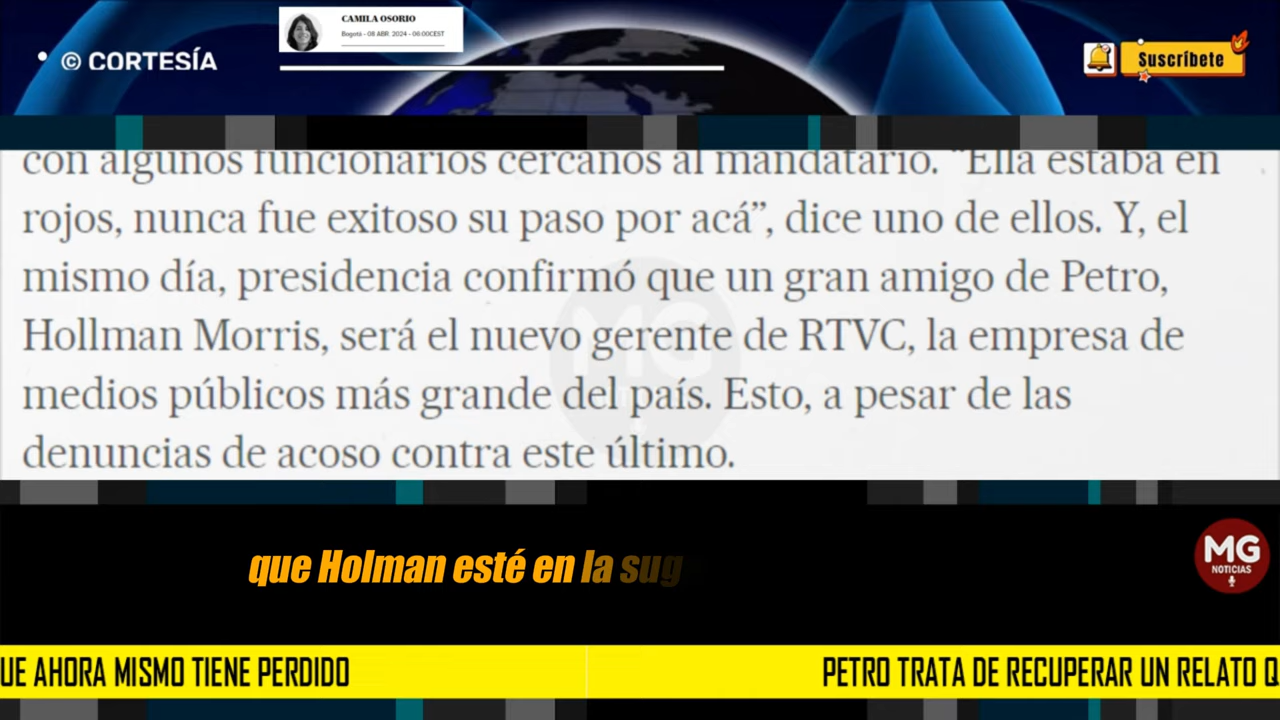 CAMILA OSORIO
Bogotá - 08 ABR 2024 - 06:00CEST
© CORTESÍA
Suscríbete
con algunos funcionarios cercanos al mandatario. “Ella estaba en
rojos, nunca fue exitoso su paso por acá”, dice uno de ellos. Y, el
mismo día, presidencia confirmó que un gran amigo de Petro,
Hollman Morris, será el nuevo gerente de RTVC, la empresa de
medios públicos más grande del país. Esto, a pesar de las
denuncias de acoso contra este último.
que Holman esté en la sug
MG
NOTICIAS
UE AHORA MISMO TIENE PERDIDO
PETRO TRATA DE RECUPERAR UN RELATO Q